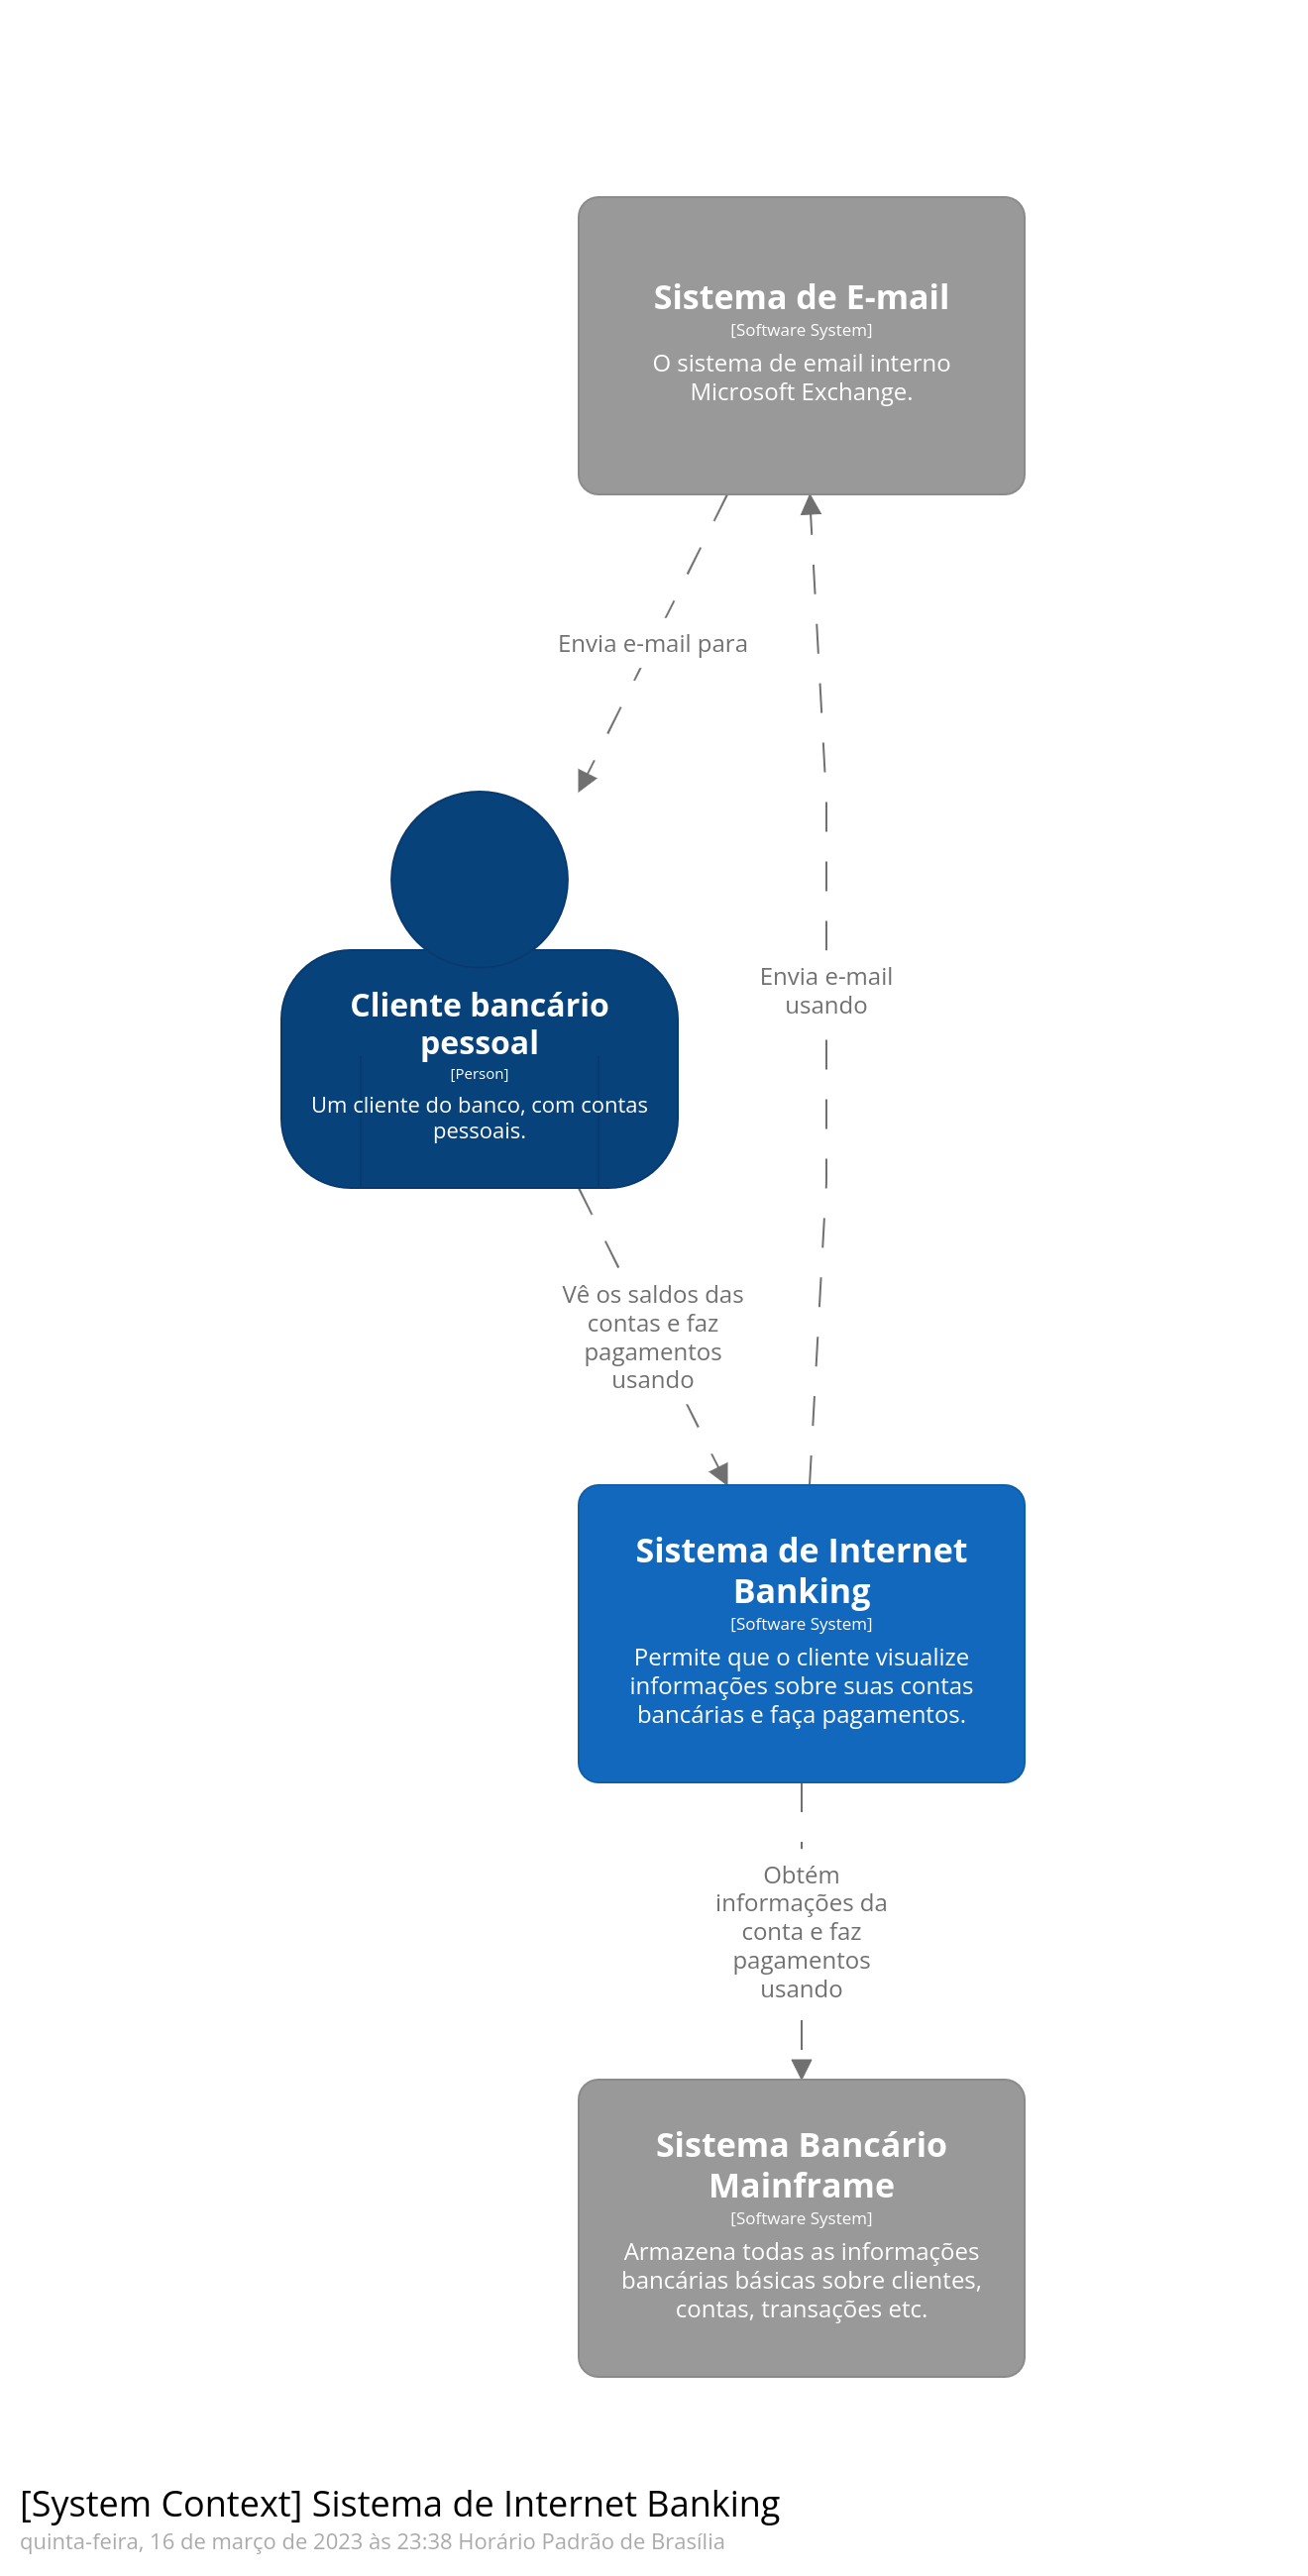 Sistema de E-mail
[Software System]
O sistema de email interno
Microsoft Exchange.
Envia e-mail para
Cliente bancário
pessoal
[Person]
Um cliente do banco, com contas
pessoais.
Envia e-mail
usando
Vê os saldos das
contas e faz
pagamentos
usando
Sistema de Internet
Banking
[Software System]
Permite que o cliente visualize
informações sobre suas contas
bancárias e faça pagamentos.
Obtém
informações da
conta e faz
pagamentos
usando
Sistema Bancário
Mainframe
[Software System]
Armazena todas as informações
bancárias básicas sobre clientes,
contas, transações etc.
[System Context] Sistema de Internet Banking
quinta-feira, 16 de março de 2023 às 23:38 Horário Padrão de Brasília